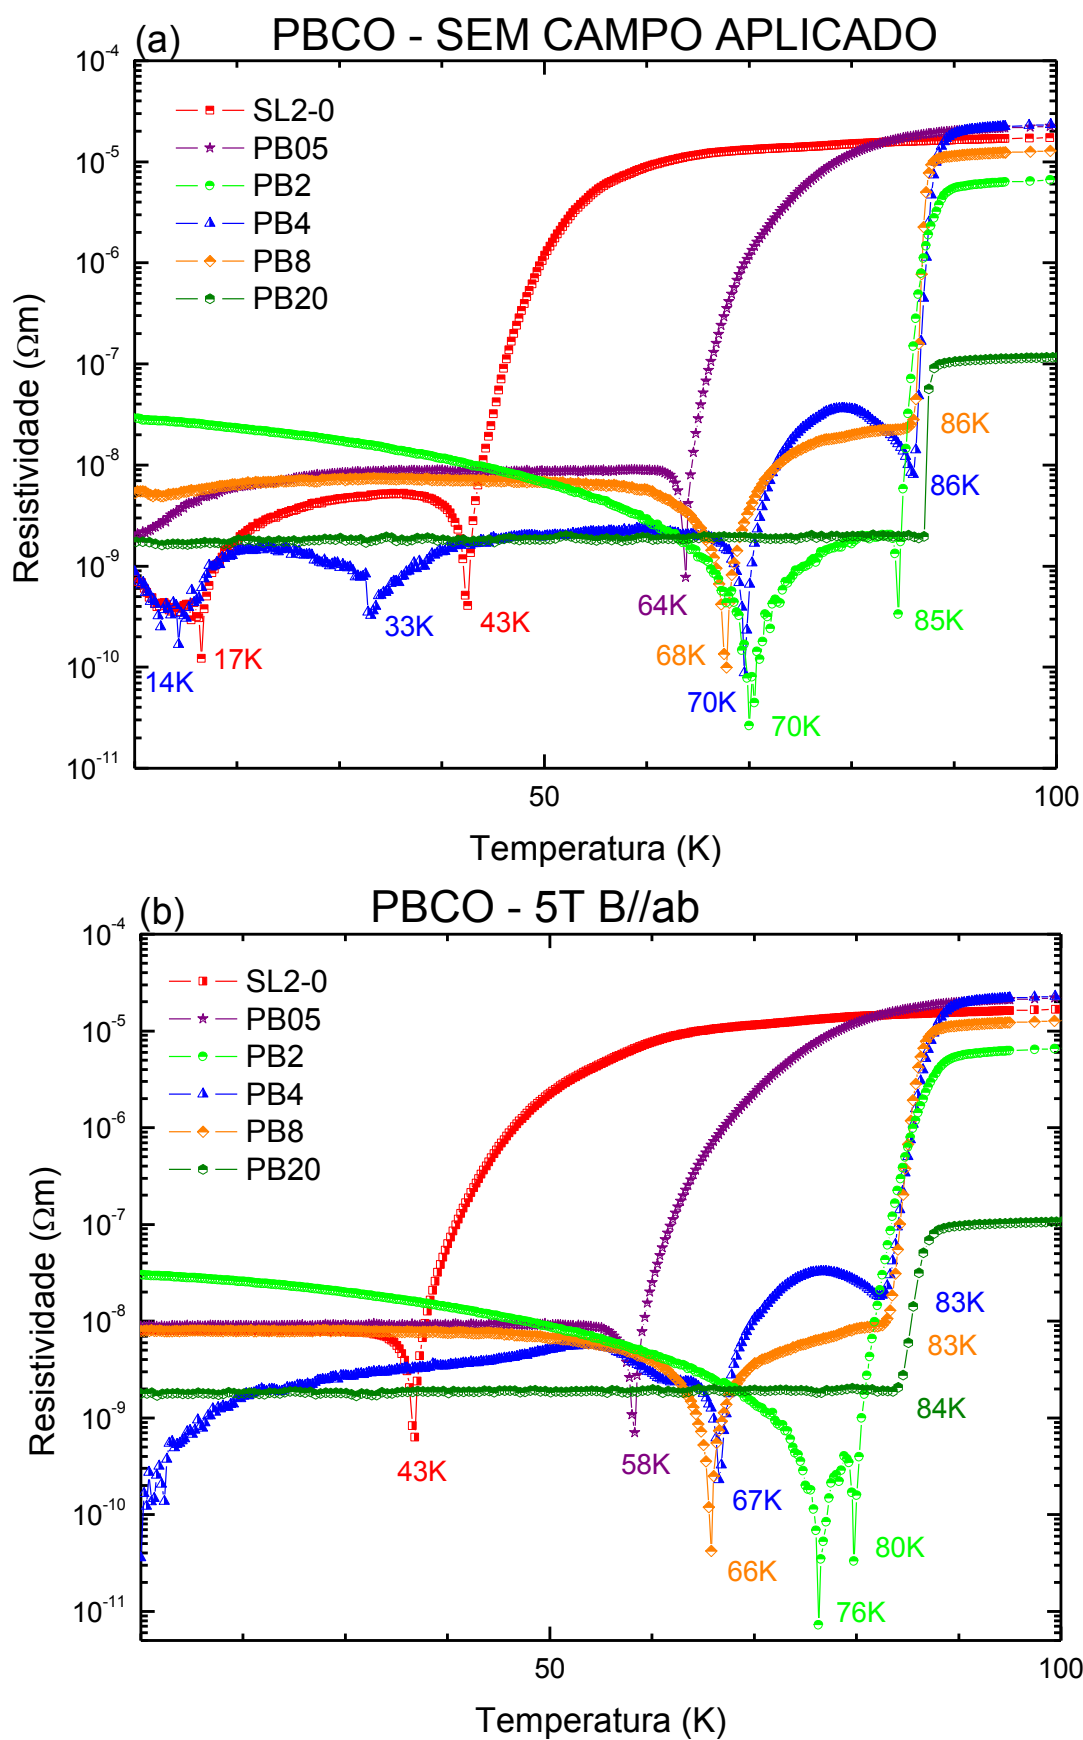 (a) PBCO - SEM CAMPO APLICADO
10⁻⁴
10⁻⁵
10⁻⁶
10⁻⁷
10⁻⁸
10⁻⁹
10⁻¹⁰
10⁻¹¹
Resistividade (Ωm)
SL2-0
PB05
PB2
PB4
PB8
PB20
14K
17K
33K
43K
64K
68K
70K
70K
85K
86K
86K
50
100
Temperatura (K)
(b) PBCO - 5T B//ab
10⁻⁴
10⁻⁵
10⁻⁶
10⁻⁷
10⁻⁸
10⁻⁹
10⁻¹⁰
10⁻¹¹
Resistividade (Ωm)
SL2-0
PB05
PB2
PB4
PB8
PB20
83K
83K
84K
43K
58K
67K
66K
80K
76K
50
100
Temperatura (K)